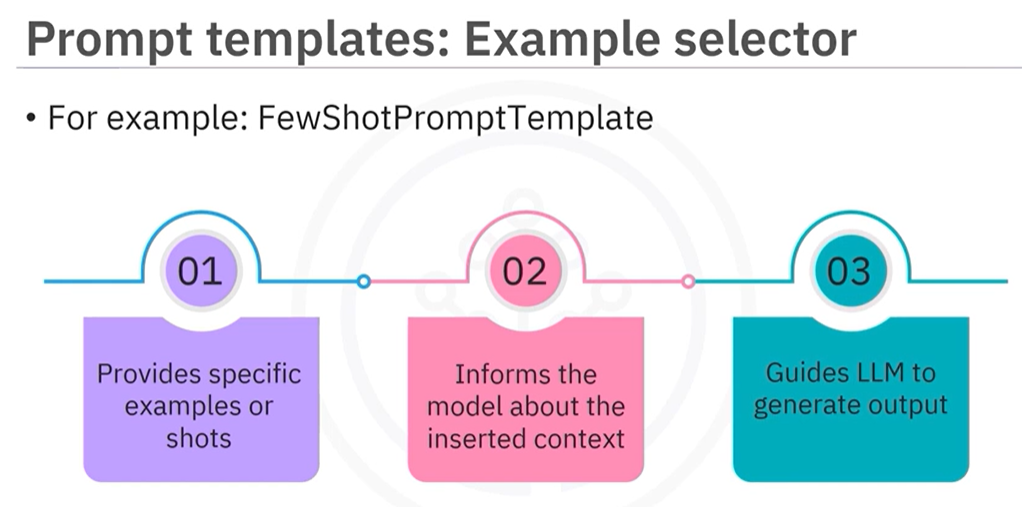 Prompt templates: Example selector
• For example: FewShotPromptTemplate
01
Provides specific
examples or
shots
02
Informs the
model about the
inserted context
03
Guides LLM to
generate output